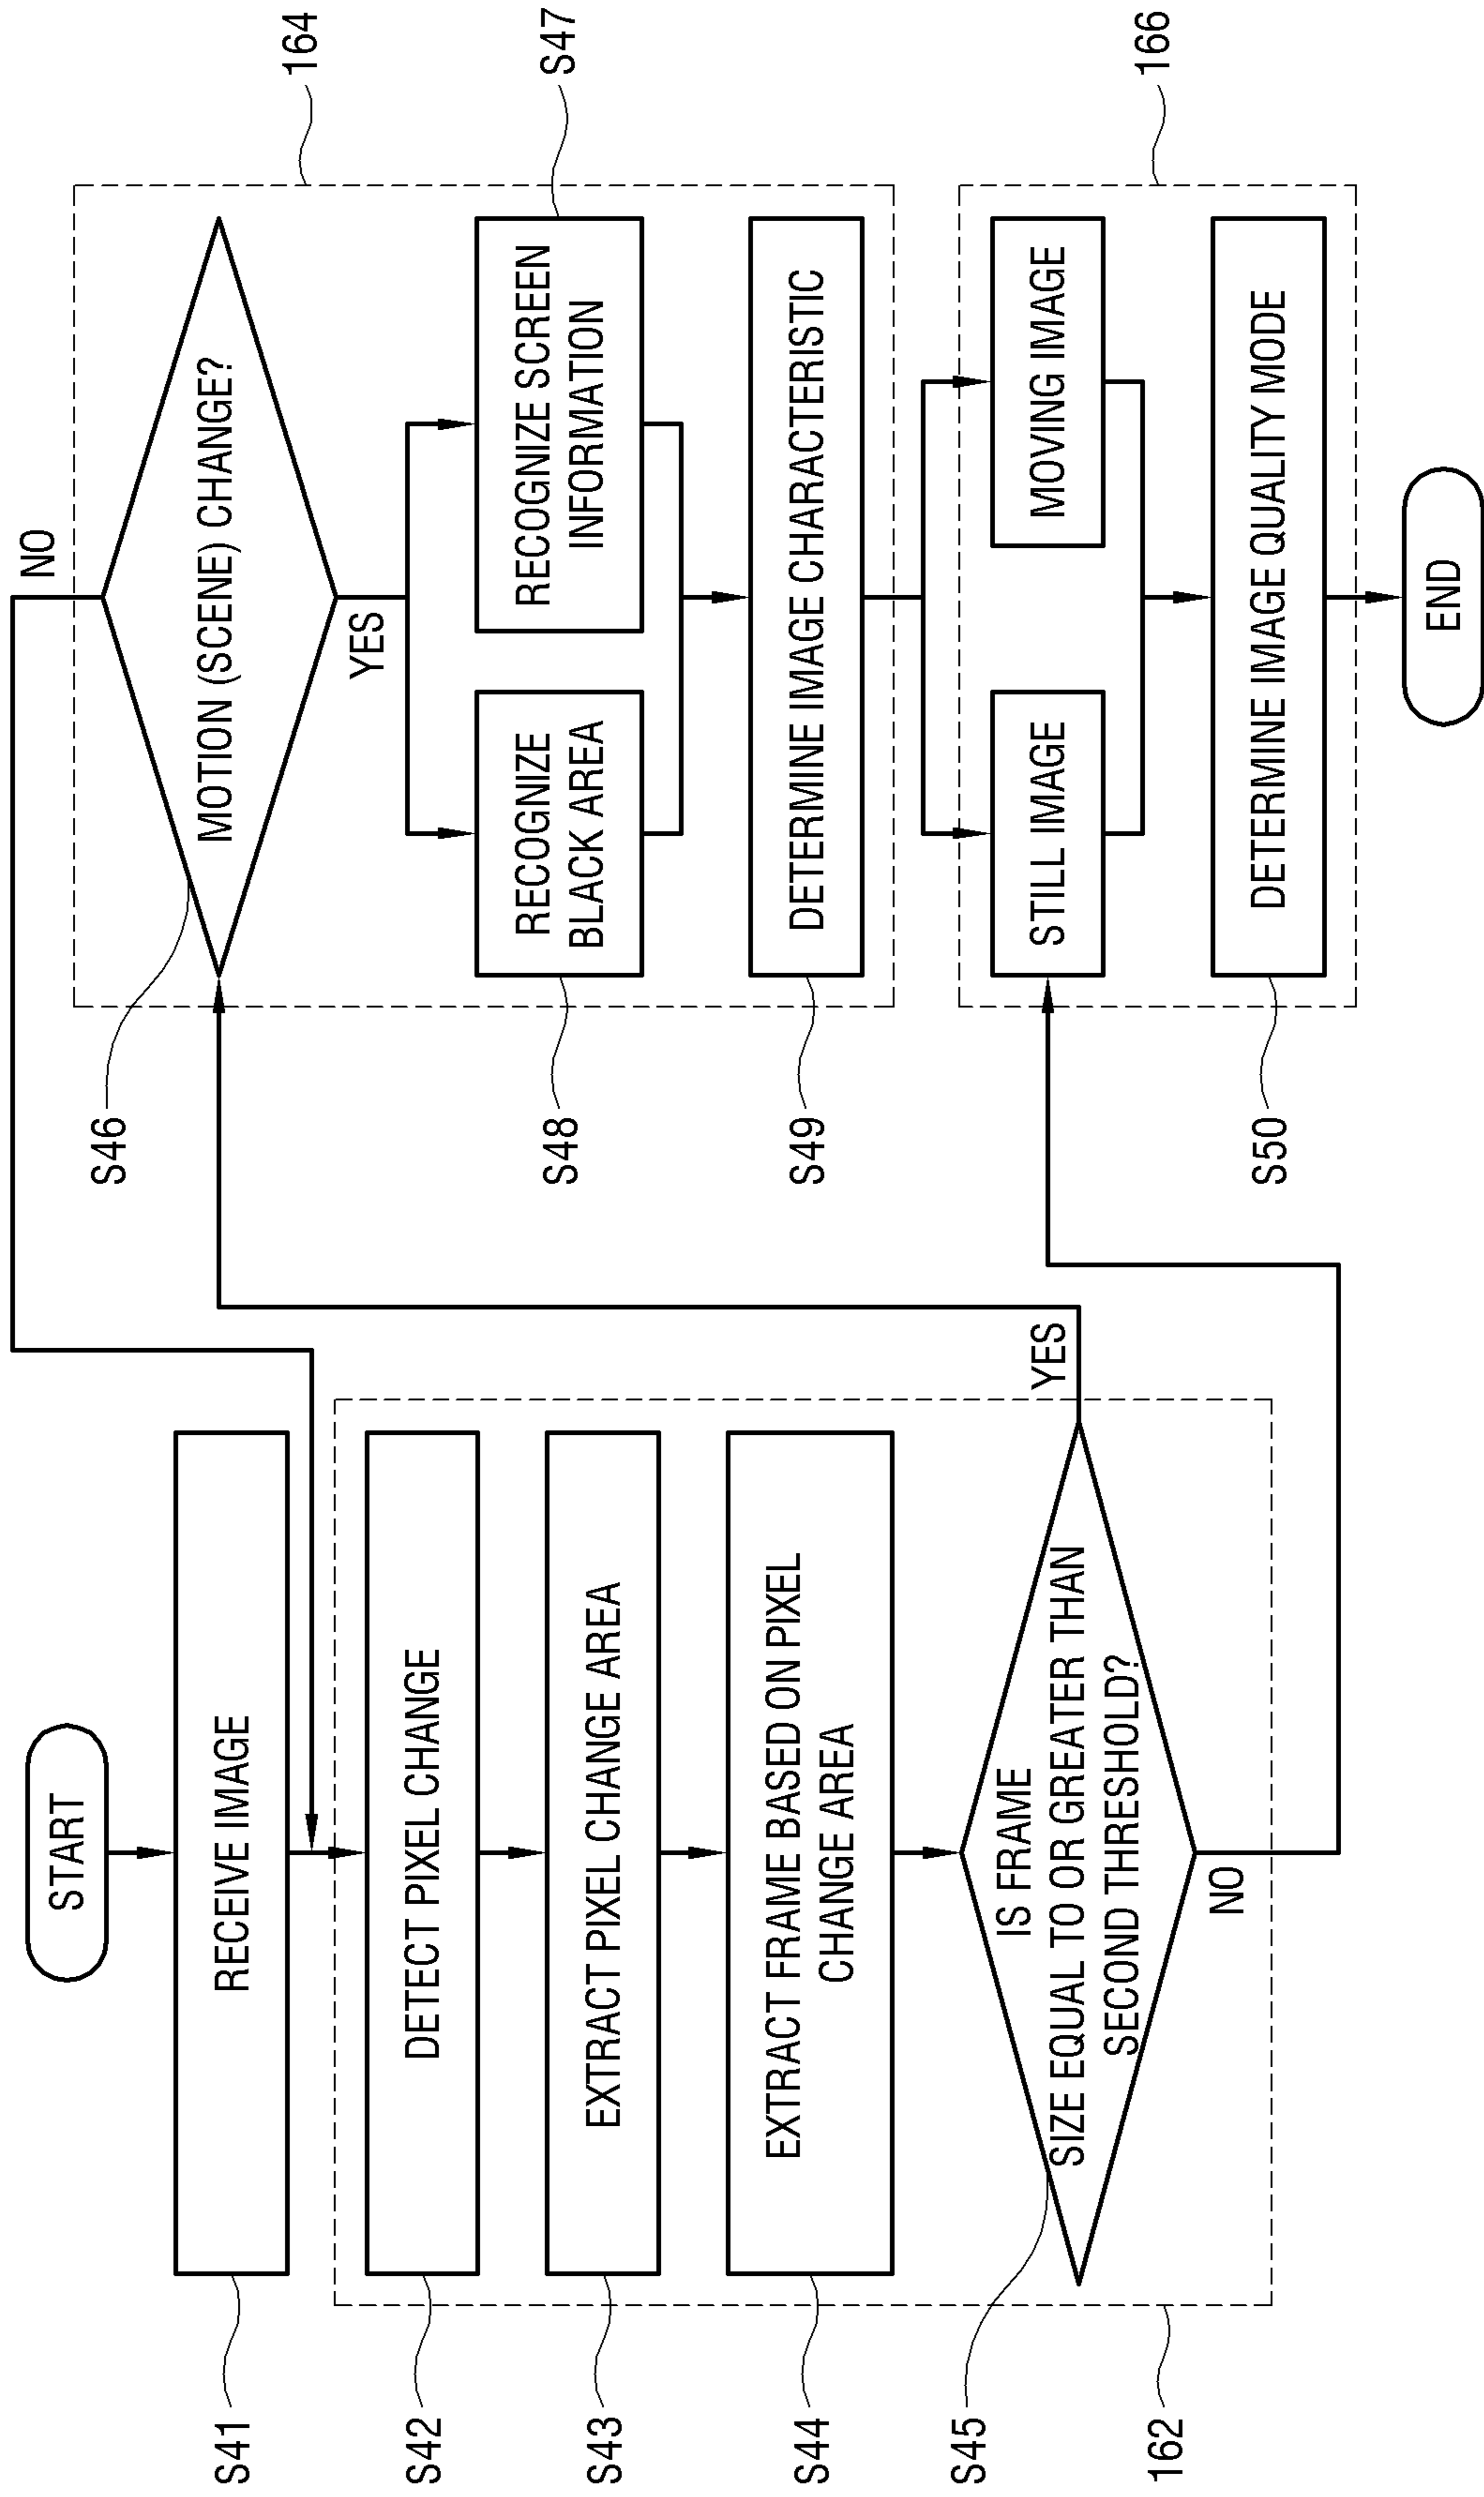 START
S41
RECEIVE IMAGE
S42
DETECT PIXEL CHANGE
S43
EXTRACT PIXEL CHANGE AREA
S44
EXTRACT FRAME BASED ON PIXEL
CHANGE AREA
S45
IS FRAME
SIZE EQUAL TO OR GREATER THAN
SECOND THRESHOLD?
YES
NO
162
NO
S46
MOTION (SCENE) CHANGE?
164
YES
S48
RECOGNIZE
BLACK AREA
RECOGNIZE SCREEN
INFORMATION
S47
S49
DETERMINE IMAGE CHARACTERISTIC
STILL IMAGE
MOVING IMAGE
166
S50
DETERMINE IMAGE QUALITY MODE
END